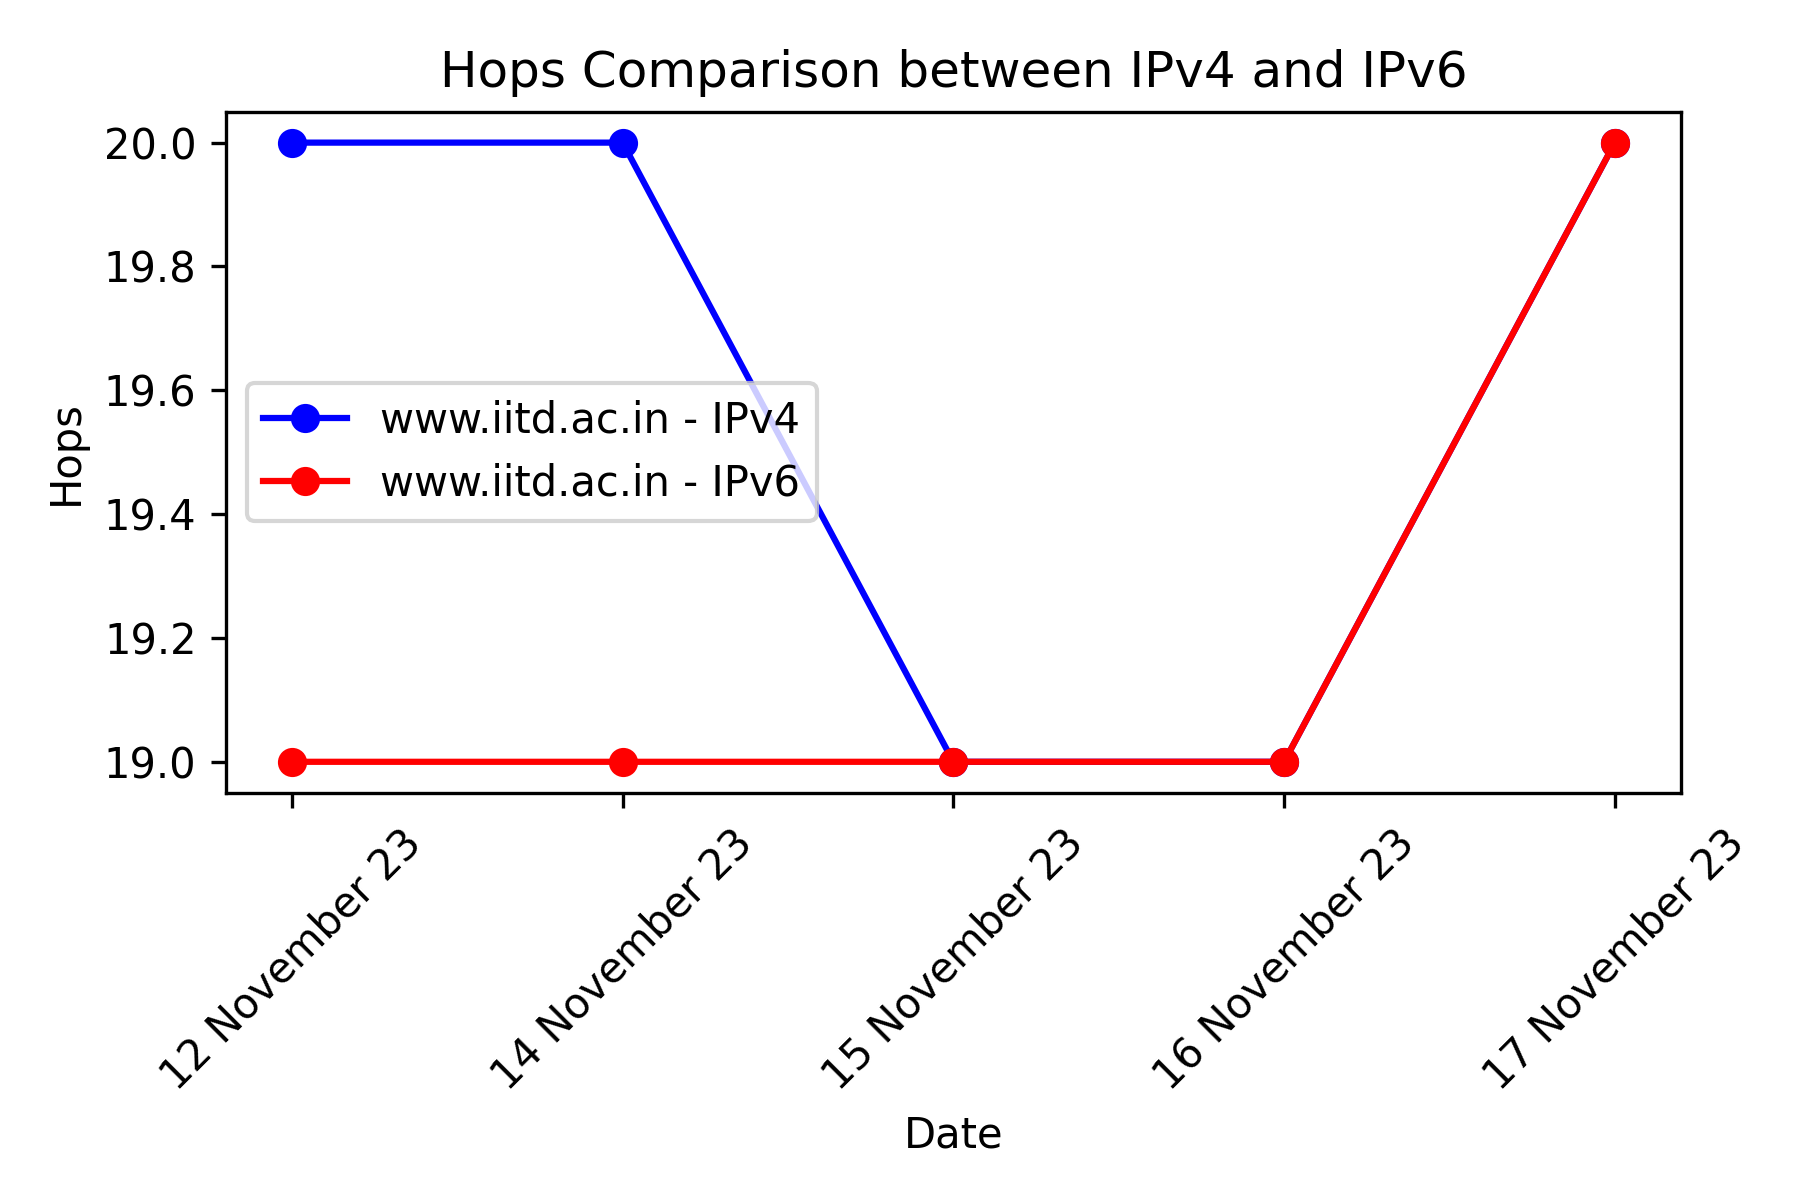 Hops Comparison between IPv4 and IPv6
20.0
19.8
19.6
19.4
19.2
19.0
Hops
www.iitd.ac.in - IPv4
www.iitd.ac.in - IPv6
12 November 23
14 November 23
15 November 23
16 November 23
17 November 23
Date